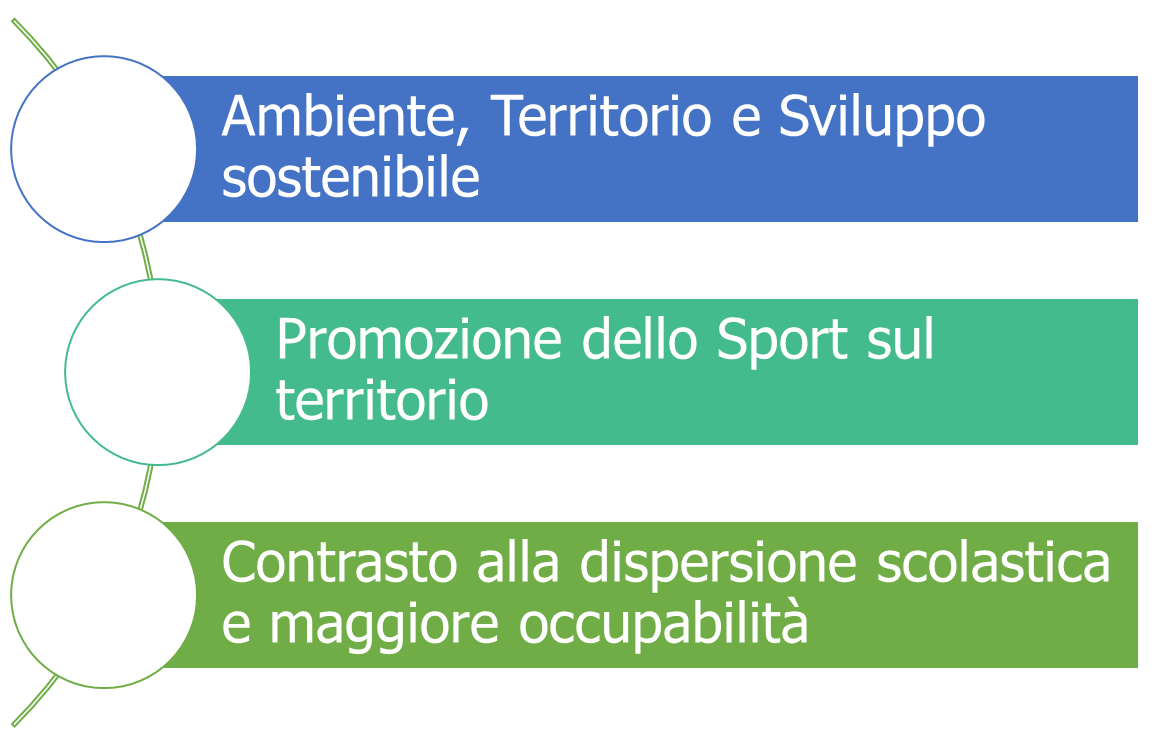 Ambiente, Territorio e Sviluppo
sostenibile
Promozione dello Sport sul
territorio
Contrasto alla dispersione scolastica
e maggiore occupabilità